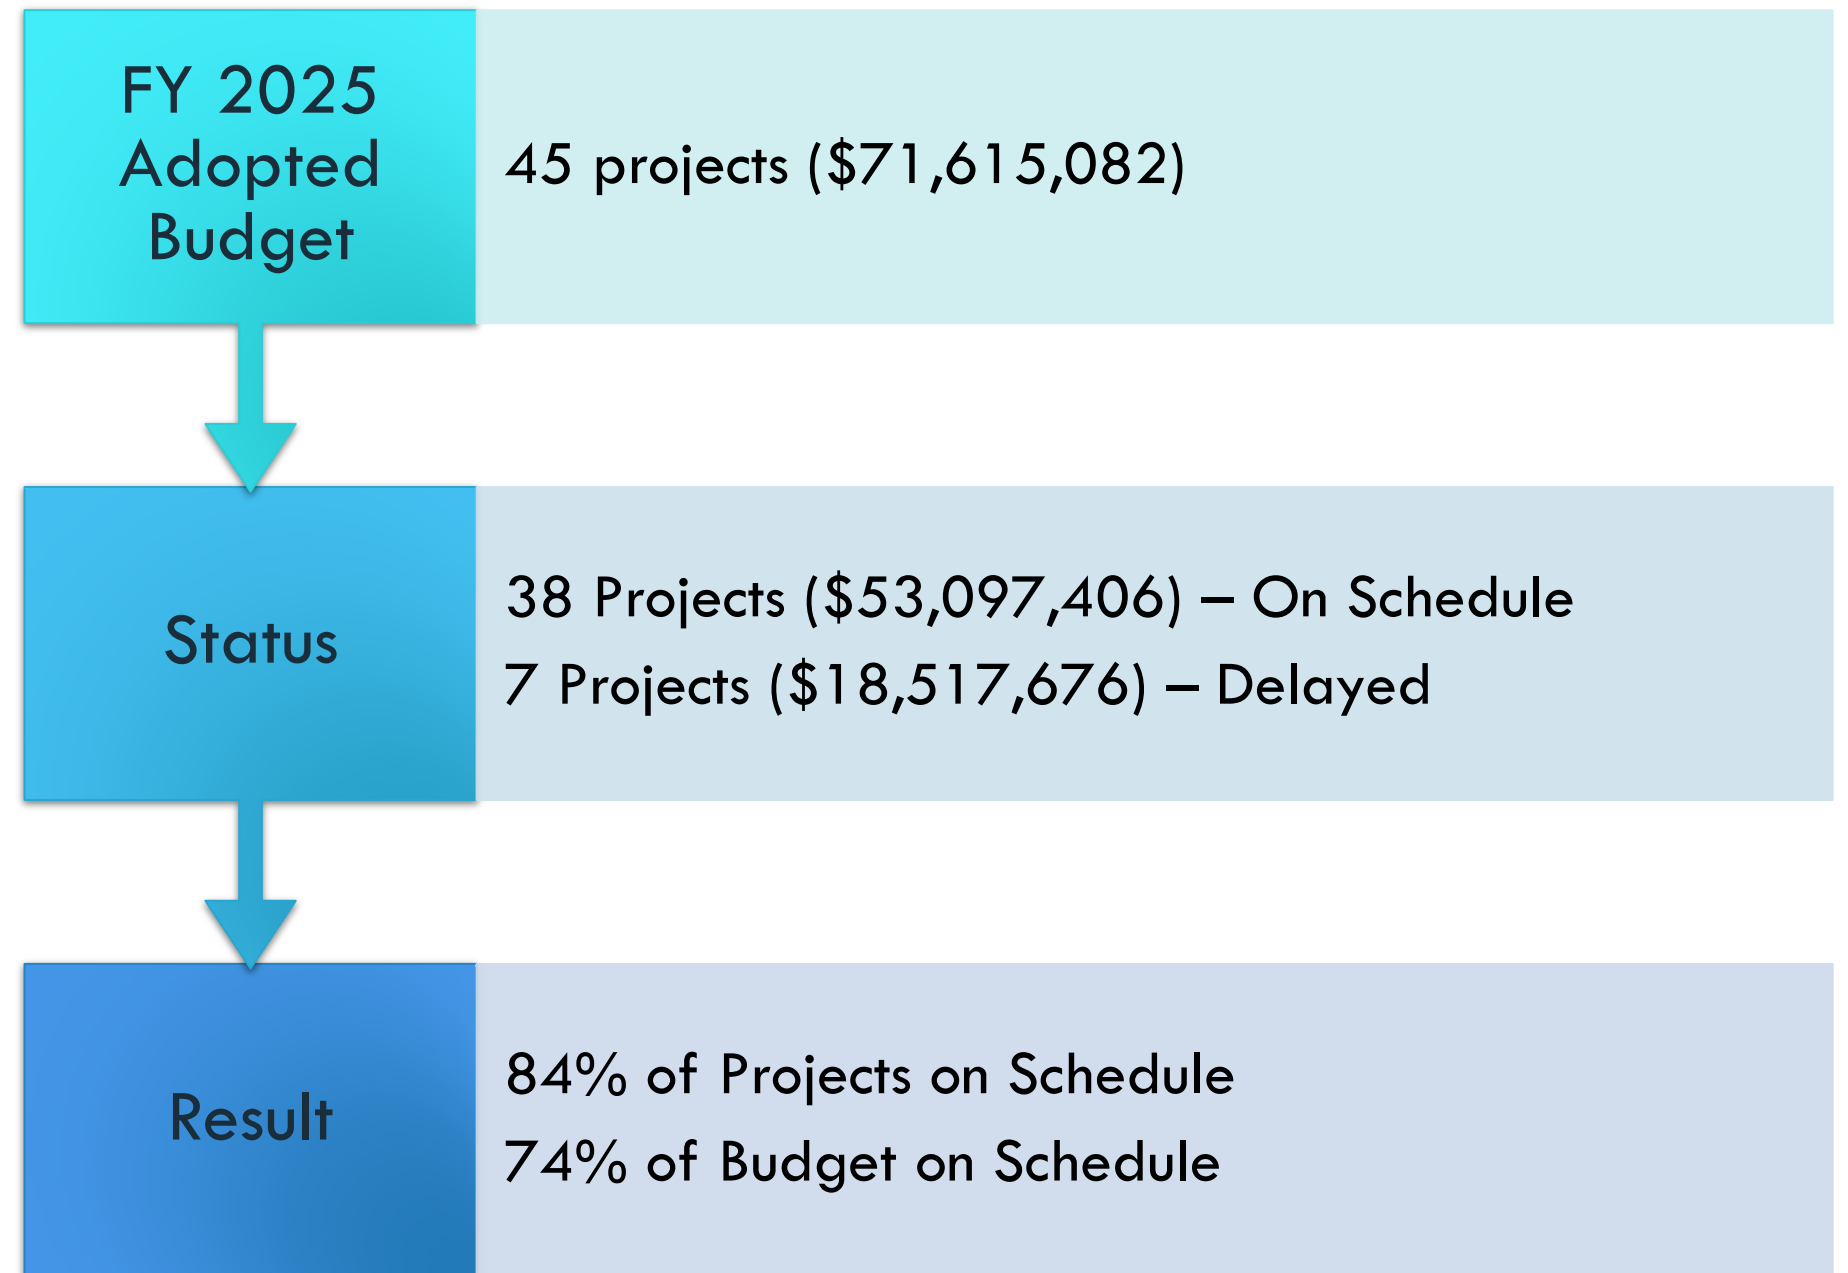 FY 2025
Adopted
Budget
45 projects ($71,615,082)
Status
38 Projects ($53,097,406) – On Schedule
7 Projects ($18,517,676) – Delayed
Result
84% of Projects on Schedule
74% of Budget on Schedule